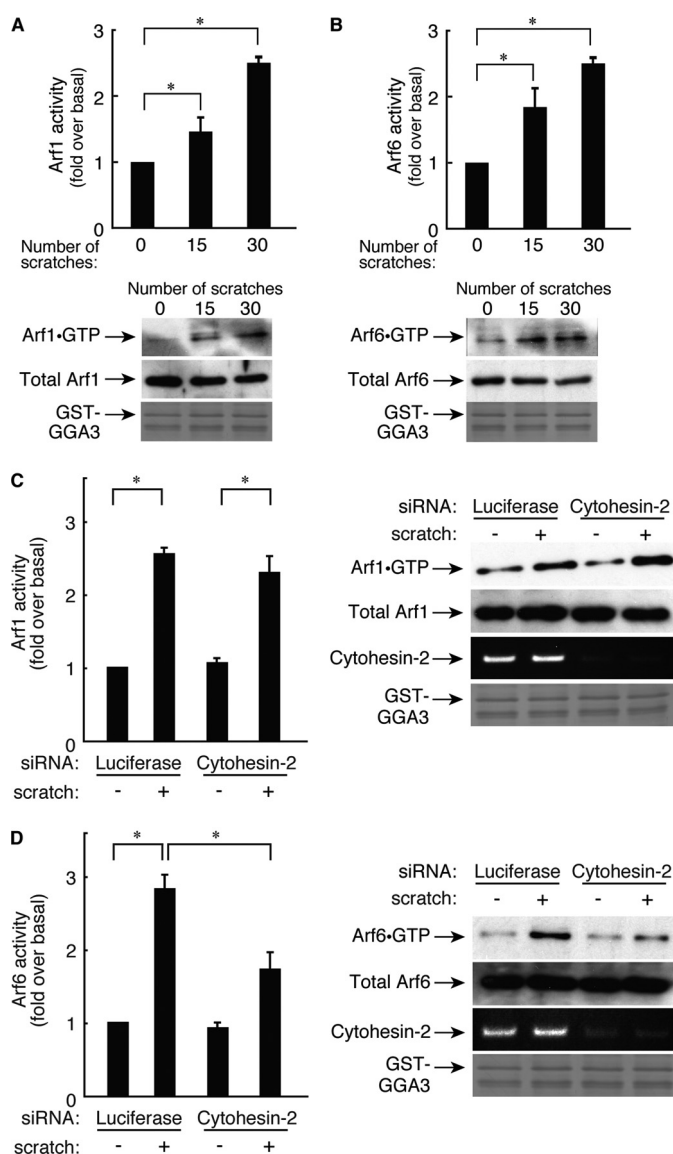 A
3
*
2
*
1
0
Arf1 activity
(fold over basal)
Number of
scratches:
0 15 30
Number of scratches
0 15 30
Arf1•GTP
Total Arf1
GST-
GGA3
B
3
*
2
*
1
0
Arf6 activity
(fold over basal)
Number of
scratches:
0 15 30
Number of scratches
0 15 30
Arf6•GTP
Total Arf6
GST-
GGA3
C
* *
3
2
1
0
Arf1 activity
(fold over basal)
siRNA: Luciferase Cytohesin-2
scratch: - + - +
siRNA: Luciferase Cytohesin-2
scratch: - + - +
Arf1•GTP
Total Arf1
Cytohesin-2
GST-
GGA3
D
* *
3
2
1
0
Arf6 activity
(fold over basal)
siRNA: Luciferase Cytohesin-2
scratch: - + - +
siRNA: Luciferase Cytohesin-2
scratch: - + - +
Arf6•GTP
Total Arf6
Cytohesin-2
GST-
GGA3